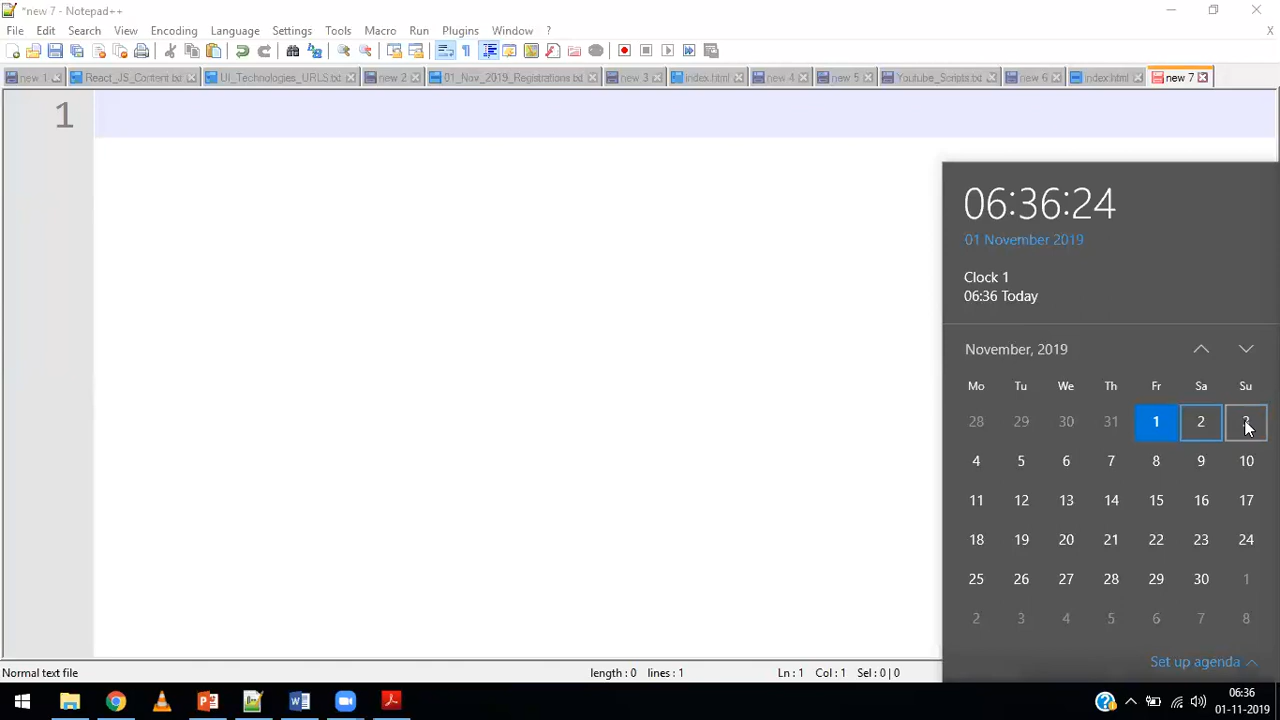 *new 7 - Notepad++
File Edit Search View Encoding Language Settings Tools Macro Run Plugins Window ?
X
new 1 React_JS_Content.txt UI_Technologies_URLS.txt new 2 01_Nov_2019_Registrations.txt new 3 index.html new 4 new 5 Youtube_Scripts.txt new 6 index.html new 7
1
06:36:24
01 November 2019
Clock 1
06:36 Today
November, 2019
Mo Tu We Th Fr Sa Su
28 29 30 31 1 2
4 5 6 7 8 9 10
11 12 13 14 15 16 17
18 19 20 21 22 23 24
25 26 27 28 29 30 1
2 3 4 5 6 7 8
Set up agenda
Normal text file length : 0 lines : 1 Ln : 1 Col : 1 Sel : 0 | 0
06:36
01-11-2019